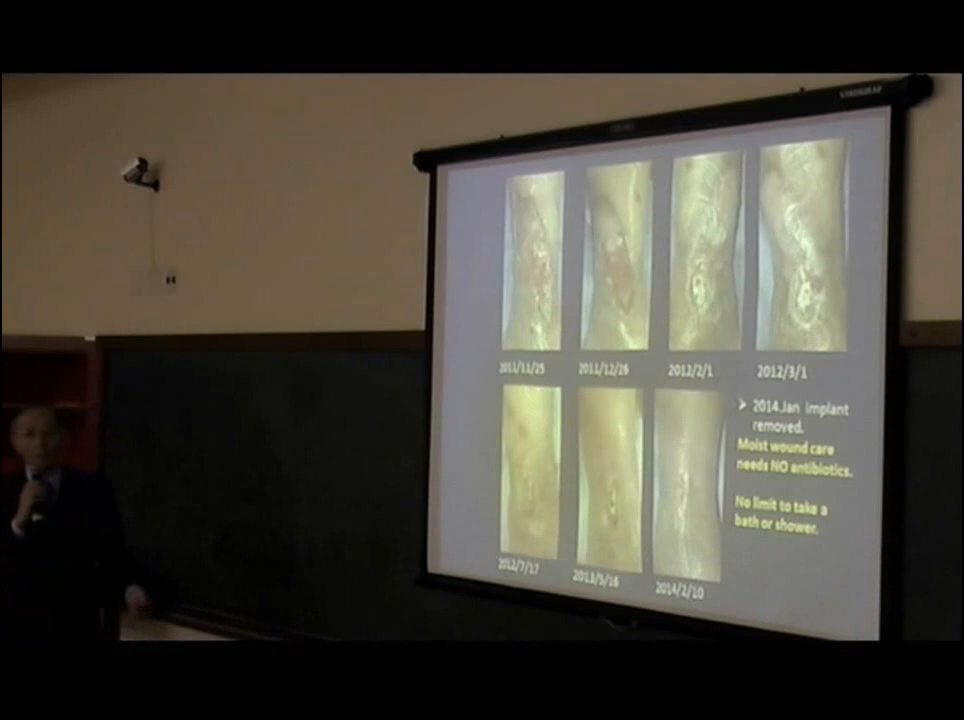 2011/11/25
2011/12/26
2012/2/1
2012/3/1
➤ 2014.Jan implant
removed.
Moist wound care
needs NO antibiotics.
No limit to take a
bath or shower.
2012/7/17
2013/5/16
2014/2/10